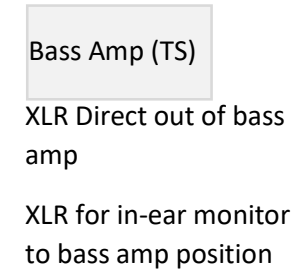 Bass Amp (TS)
XLR Direct out of bass
amp
XLR for in-ear monitor
to bass amp position